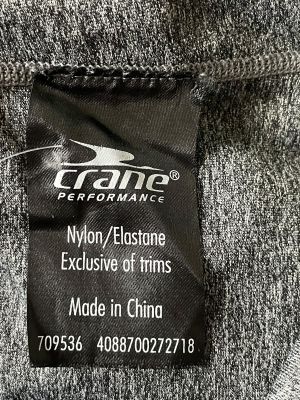 crane®
PERFORMANCE
Nylon/Elastane
Exclusive of trims
Made in China
709536 4088700272718